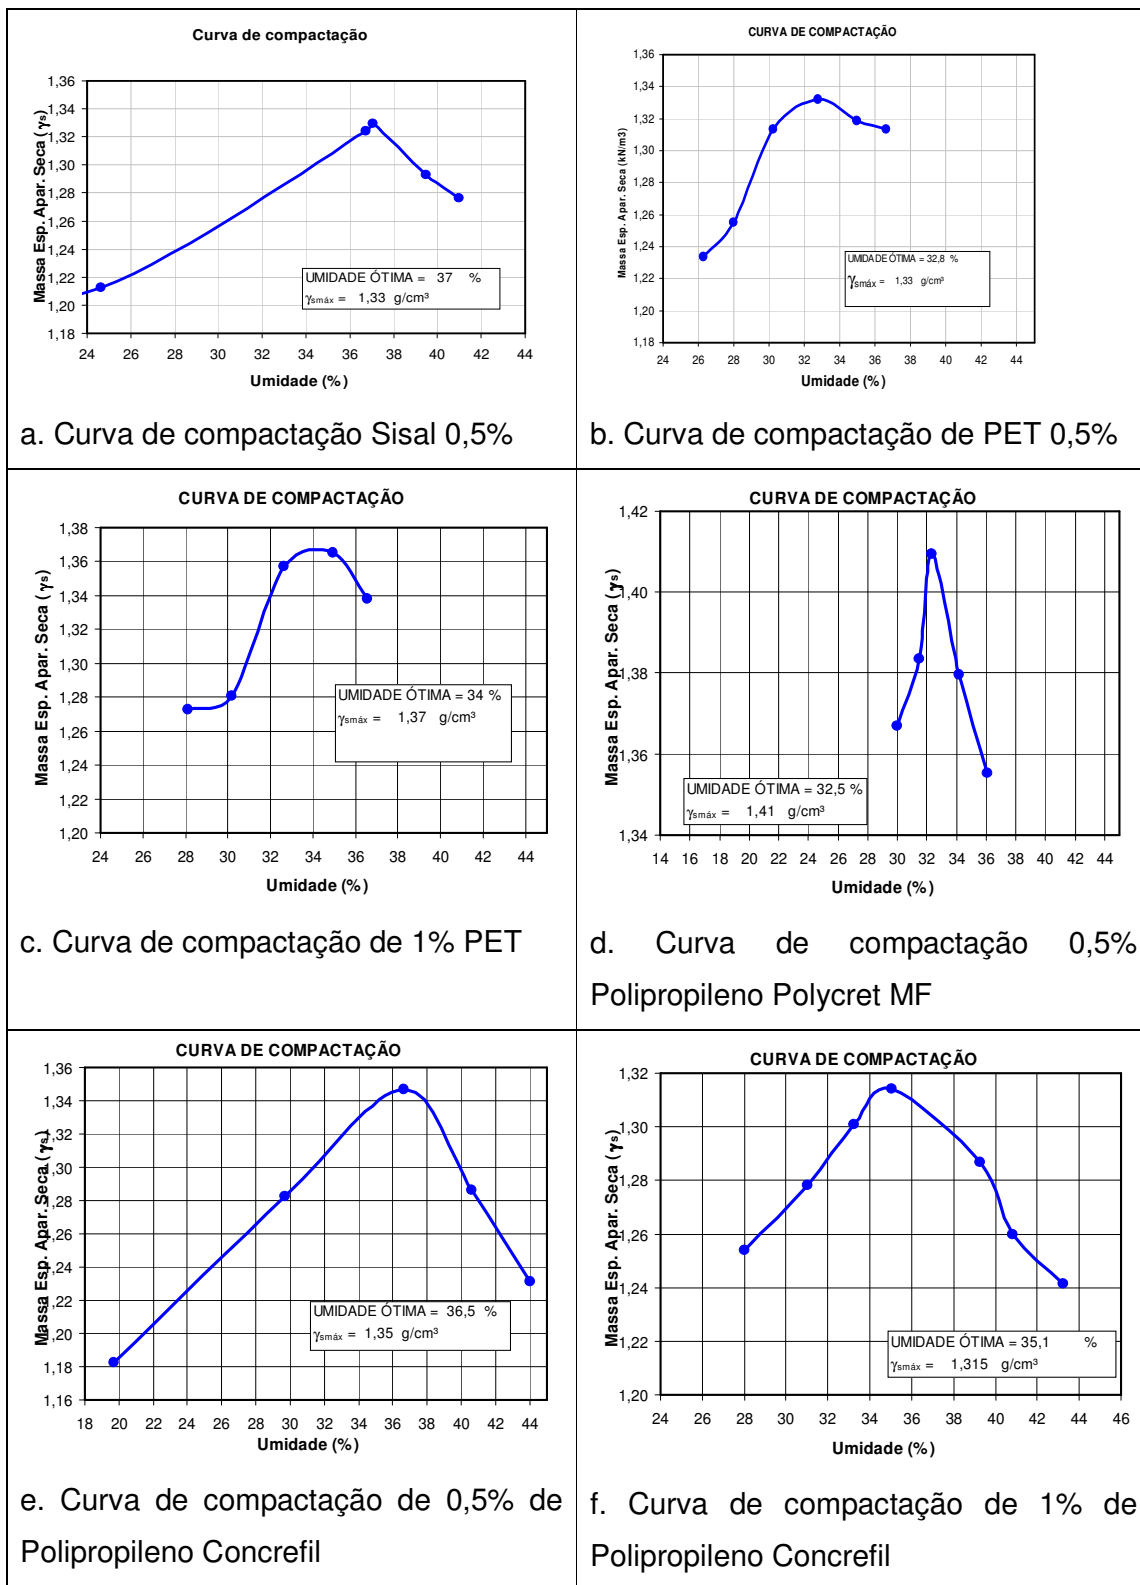 Curva de compactação
1,36
1,34
1,32
1,30
1,28
1,26
1,24
1,22
1,20
1,18
Massa Esp. Apar. Seca (γs)
24 26 28 30 32 34 36 38 40 42 44
Umidade (%)
UMIDADE ÓTIMA = 37 %
γsmáx = 1,33 g/cm³
a. Curva de compactação Sisal 0,5%
CURVA DE COMPACTAÇÃO
1,36
1,34
1,32
1,30
1,28
1,26
1,24
1,22
1,20
1,18
Massa Esp. Apar. Seca (kN/m3)
24 26 28 30 32 34 36 38 40 42 44
Umidade (%)
UMIDADE ÓTIMA = 32,8 %
γsmáx = 1,33 g/cm³
b. Curva de compactação de PET 0,5%
CURVA DE COMPACTAÇÃO
1,38
1,36
1,34
1,32
1,30
1,28
1,26
1,24
1,22
1,20
Massa Esp. Apar. Seca (γs)
24 26 28 30 32 34 36 38 40 42 44
Umidade (%)
UMIDADE ÓTIMA = 34 %
γsmáx = 1,37 g/cm³
c. Curva de compactação de 1% PET
CURVA DE COMPACTAÇÃO
1,42
1,40
1,38
1,36
1,34
Massa Esp. Apar. Seca (γs)
14 16 18 20 22 24 26 28 30 32 34 36 38 40 42 44
Umidade (%)
UMIDADE ÓTIMA = 32,5 %
γsmáx = 1,41 g/cm³
d. Curva de compactação 0,5%
Polipropileno Polycret MF
CURVA DE COMPACTAÇÃO
1,36
1,34
1,32
1,30
1,28
1,26
1,24
1,22
1,20
1,18
1,16
Massa Esp. Apar. Seca (γs)
18 20 22 24 26 28 30 32 34 36 38 40 42 44
Umidade (%)
UMIDADE ÓTIMA = 36,5 %
γsmáx = 1,35 g/cm³
e. Curva de compactação de 0,5% de
Polipropileno Concrefil
CURVA DE COMPACTAÇÃO
1,32
1,30
1,28
1,26
1,24
1,22
1,20
Massa Esp. Apar. Seca (γs)
24 26 28 30 32 34 36 38 40 42 44 46
Umidade (%)
UMIDADE ÓTIMA = 35,1 %
γsmáx = 1,315 g/cm³
f. Curva de compactação de 1% de
Polipropileno Concrefil